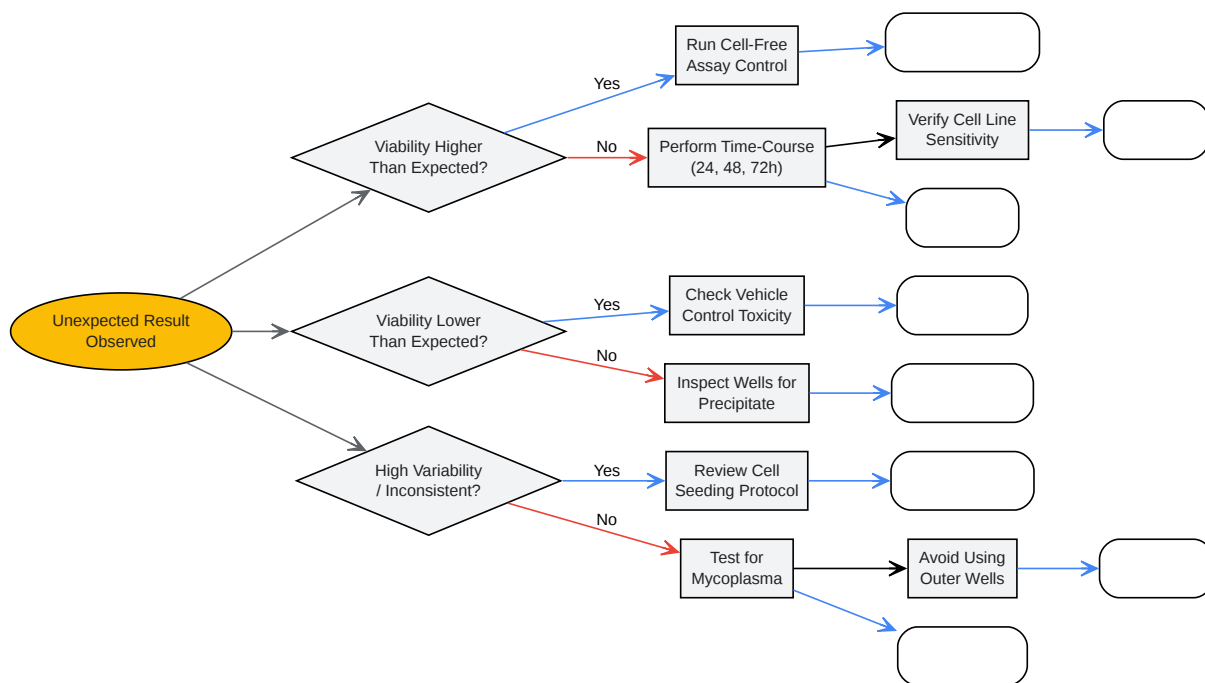 Run Cell-Free
Assay Control
Yes
Viability Higher
Than Expected?
No
Perform Time-Course
(24, 48, 72h)
Verify Cell Line
Sensitivity
Unexpected Result
Observed
Viability Lower
Than Expected?
Yes
Check Vehicle
Control Toxicity
No
Inspect Wells for
Precipitate
High Variability
/ Inconsistent?
Yes
Review Cell
Seeding Protocol
No
Test for
Mycoplasma
Avoid Using
Outer Wells